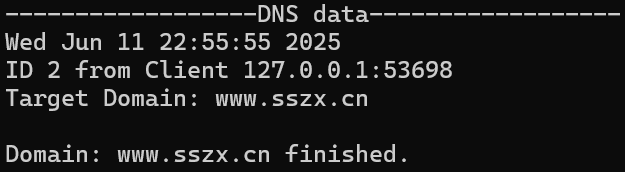 ------------------DNS data------------------
Wed Jun 11 22:55:55 2025
ID 2 from Client 127.0.0.1:53698
Target Domain: www.sszx.cn
Domain: www.sszx.cn finished.